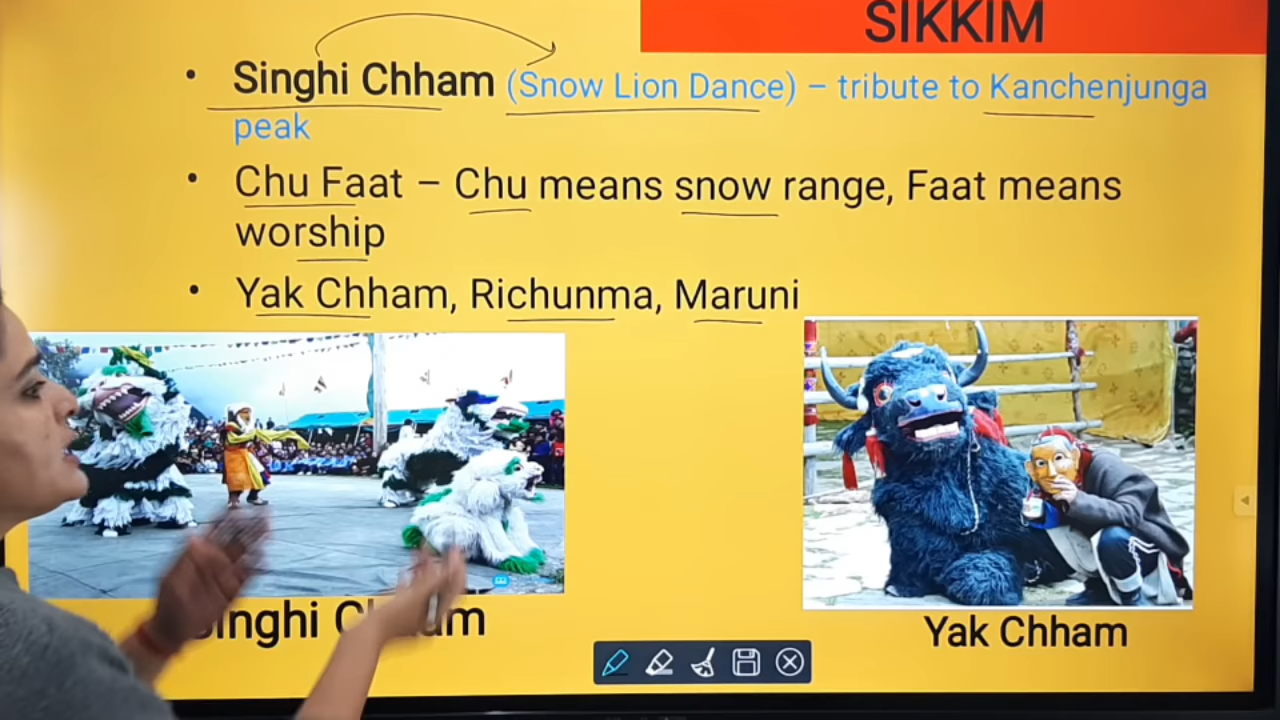 SIKKIM
• Singhi Chham (Snow Lion Dance) – tribute to Kanchenjunga
peak
• Chu Faat – Chu means snow range, Faat means
worship
• Yak Chham, Richunma, Maruni
Singhi
Yak Chham